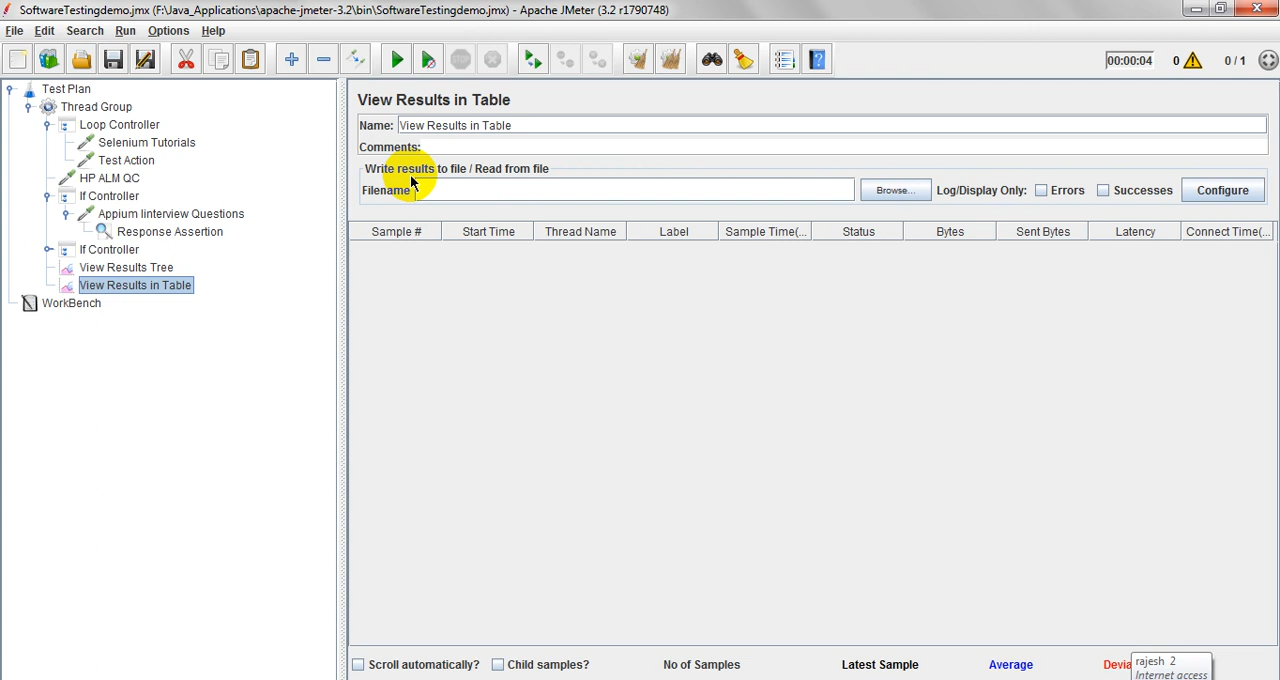 SoftwareTestingdemo.jmx (F:\Java_Applications\apache-jmeter-3.2\bin\SoftwareTestingdemo.jmx) - Apache JMeter (3.2 r1790748)
File Edit Search Run Options Help
00:00:04 0 0 / 1
Test Plan
Thread Group
Loop Controller
Selenium Tutorials
Test Action
HP ALM QC
If Controller
Appium Iinterview Questions
Response Assertion
If Controller
View Results Tree
View Results in Table
WorkBench
View Results in Table
Name: View Results in Table
Comments:
Write results to file / Read from file
Filename Browse... Log/Display Only: Errors Successes Configure
Sample # Start Time Thread Name Label Sample Time(... Status Bytes Sent Bytes Latency Connect Time(...
Scroll automatically? Child samples? No of Samples Latest Sample Average Devia
rajesh 2
Internet access